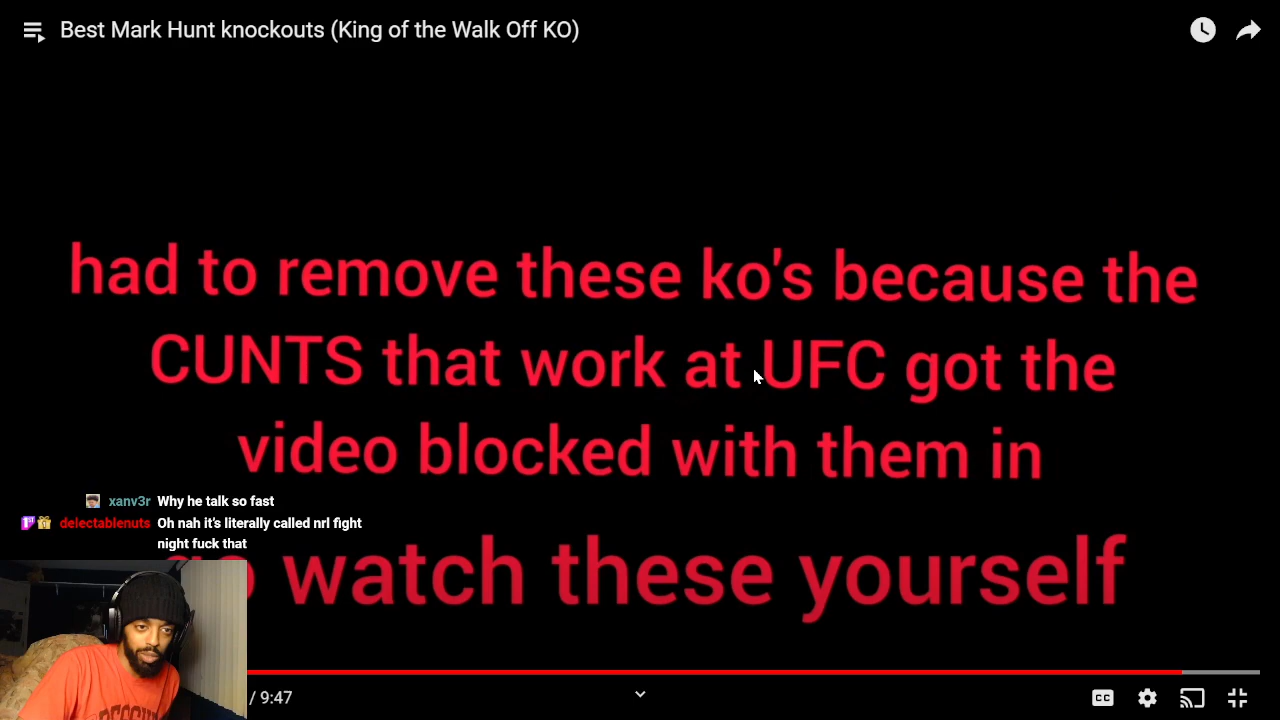 Best Mark Hunt knockouts (King of the Walk Off KO)
had to remove these ko's because the
CUNTS that work at UFC got the
video blocked with them in
xanv3r Why he talk so fast
delectablenuts Oh nah it's literally called nrl fight
night fuck that
watch these yourself
/ 9:47
CC